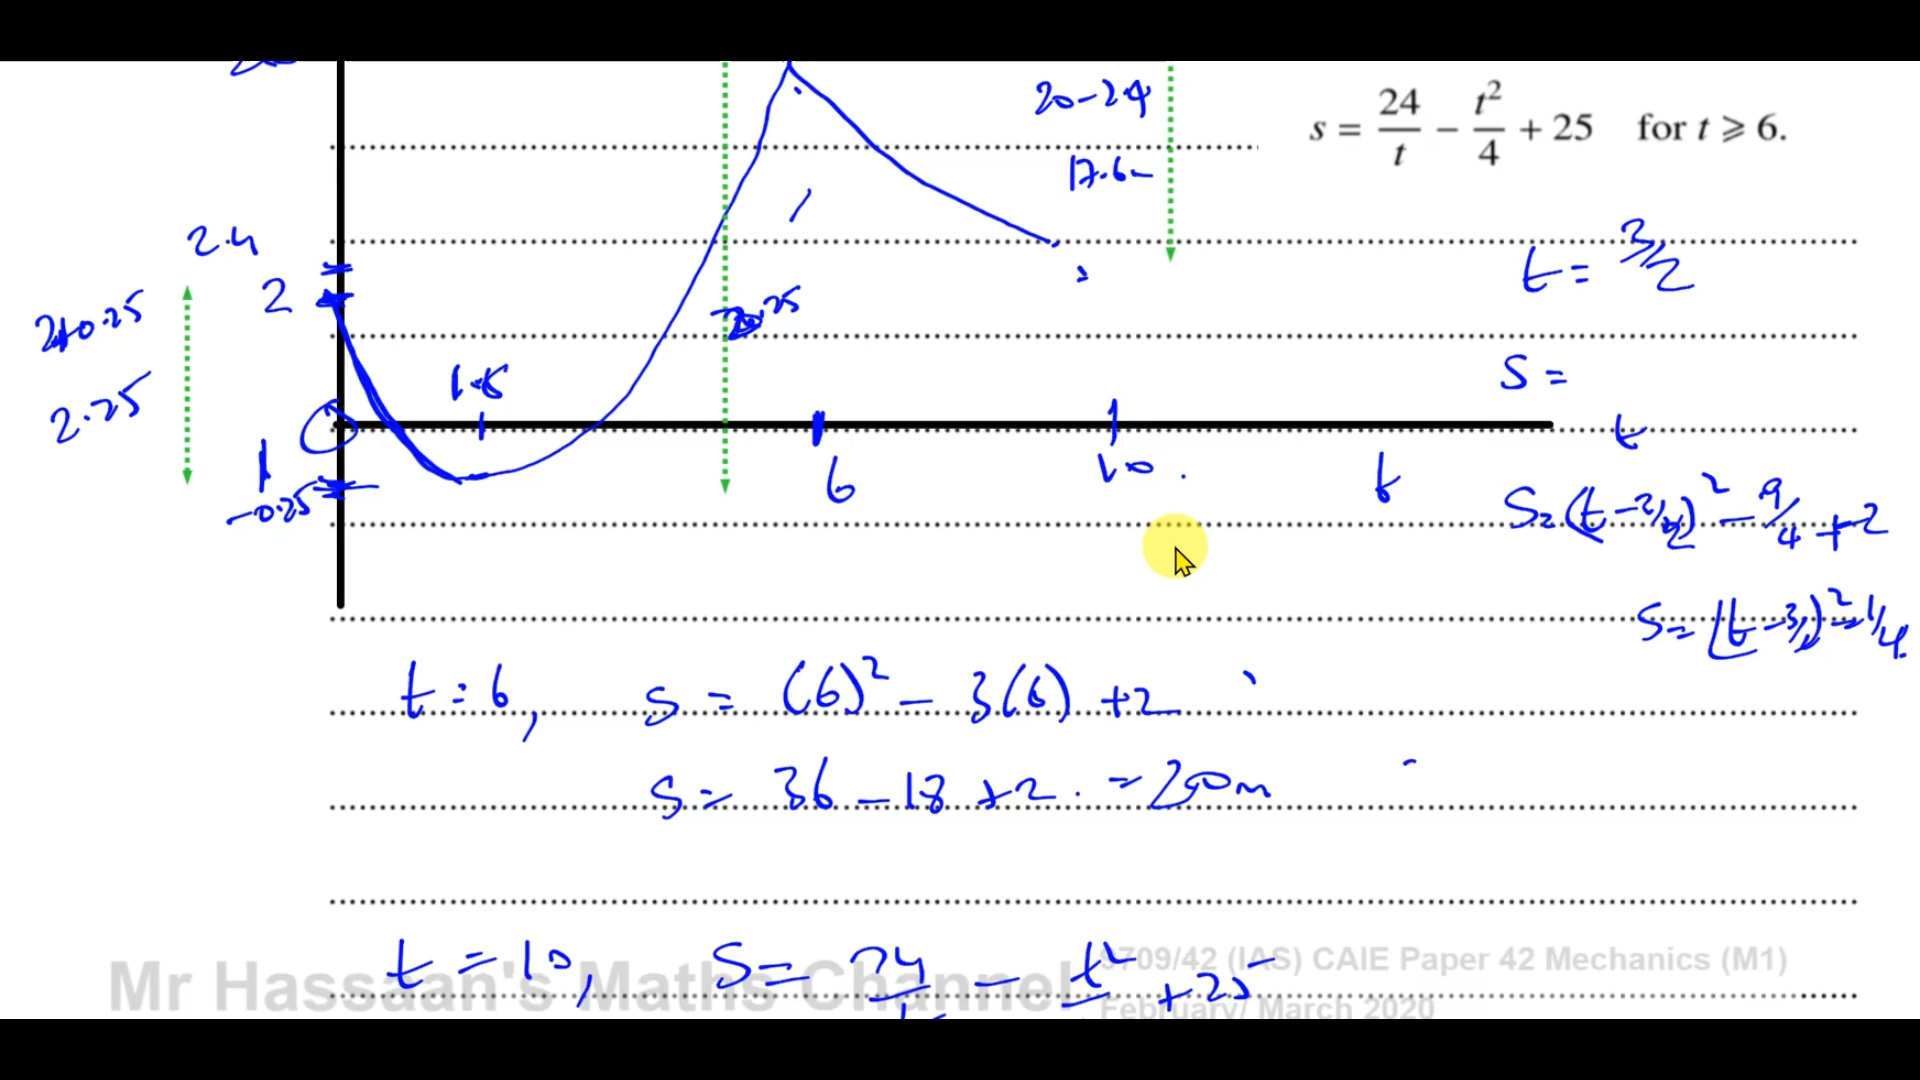 20-2.4
s = 24/t − t²/4 + 25 for t ⩾ 6.
17.6m
2.4
t = 3/2
2
2+0.25
20.25
s =
1.5
2.25
t
6
10
t
-0.25
S = (t-3/2)² - 9/4 + 2
S = (t-3/2)² - 1/4
t = 6, s = (6)² - 3(6) + 2
s = 36 - 18 + 2 = 20m
t = 10, S = 24/t - t² + 25
Mr Hassaan's Maths Channel
9709/42 (IAS) CAIE Paper 42 Mechanics (M1)
February/ March 2020